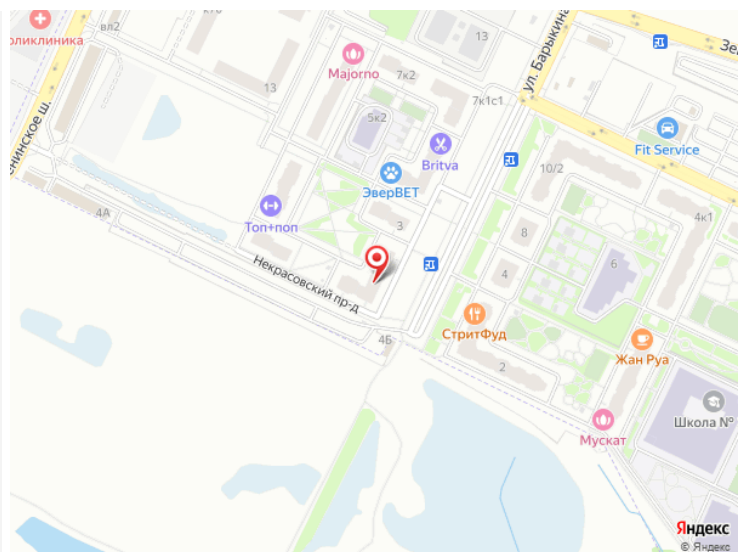 вл2
оликлиника
13
Majorno
7к2
13
ул. Барыкина
7к1с1
5к2
Britva
Fit Service
ЭверВЕТ
10/2
4к1
енинское ш.
4А
Топ+поп
3
8
6
4
Некрасовский пр-д
СтритФуд
4Б
2
Жан Руа
Школа №
Мускат
Яндекс
© Яндекс